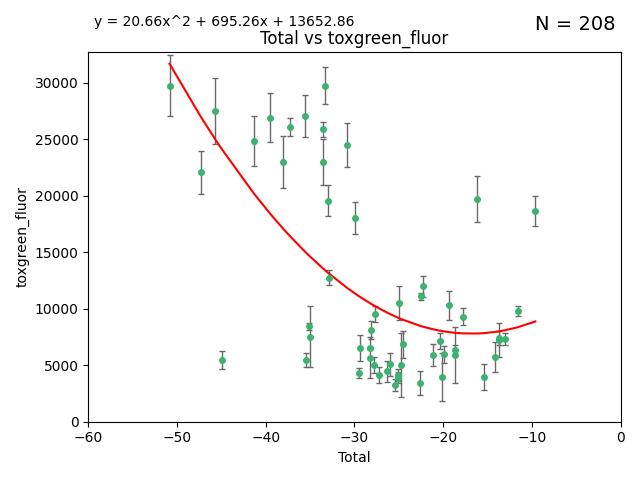 y = 20.66x^2 + 695.26x + 13652.86
N = 208
Total vs toxgreen_fluor
30000
25000
20000
15000
10000
5000
0
toxgreen_fluor
−60
−50
−40
−30
−20
−10
0
Total